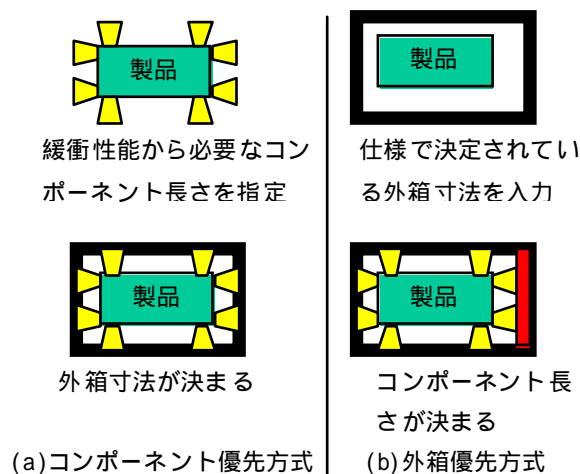 製品
緩衝性能から必要なコン
ポーネント長さを指定
製品
外箱寸法が決まる
(a)コンポーネント優先方式
製品
仕様で決定されてい
る外箱寸法を入力
製品
コンポーネント長
さが決まる
(b)外箱優先方式